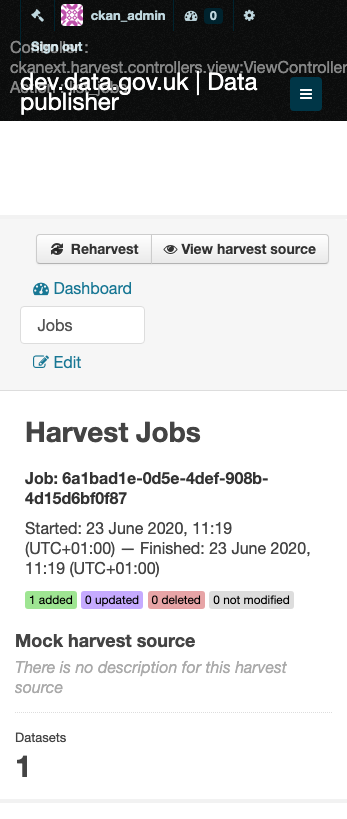 ckan_admin 0
Sign out
Controller :
ckanext.harvest.controllers.view:ViewController
dev.data.gov.uk | Data
publisher
Reharvest View harvest source
Dashboard
Jobs
Edit
Harvest Jobs
Job: 6a1bad1e-0d5e-4def-908b-
4d15d6bf0f87
Started: 23 June 2020, 11:19
(UTC+01:00) — Finished: 23 June 2020,
11:19 (UTC+01:00)
1 added 0 updated 0 deleted 0 not modified
Mock harvest source
There is no description for this harvest
source
Datasets
1